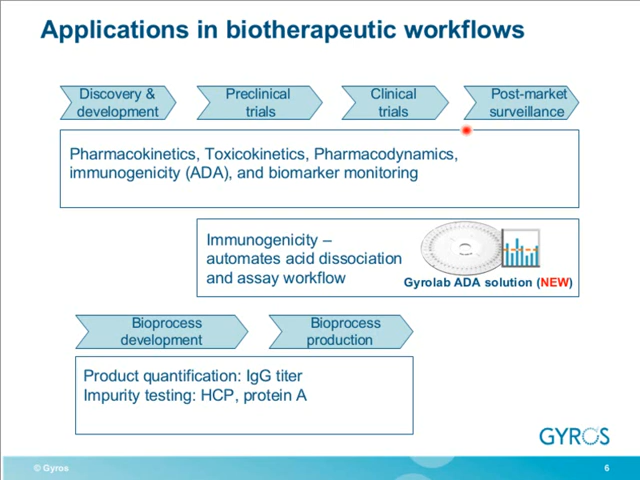 Applications in biotherapeutic workflows
Discovery &
development
Preclinical
trials
Clinical
trials
Post-market
surveillance
Pharmacokinetics, Toxicokinetics, Pharmacodynamics,
immunogenicity (ADA), and biomarker monitoring
Immunogenicity –
automates acid dissociation
and assay workflow
Gyrolab ADA solution (NEW)
Bioprocess
development
Bioprocess
production
Product quantification: IgG titer
Impurity testing: HCP, protein A
GYROS
© Gyros
6